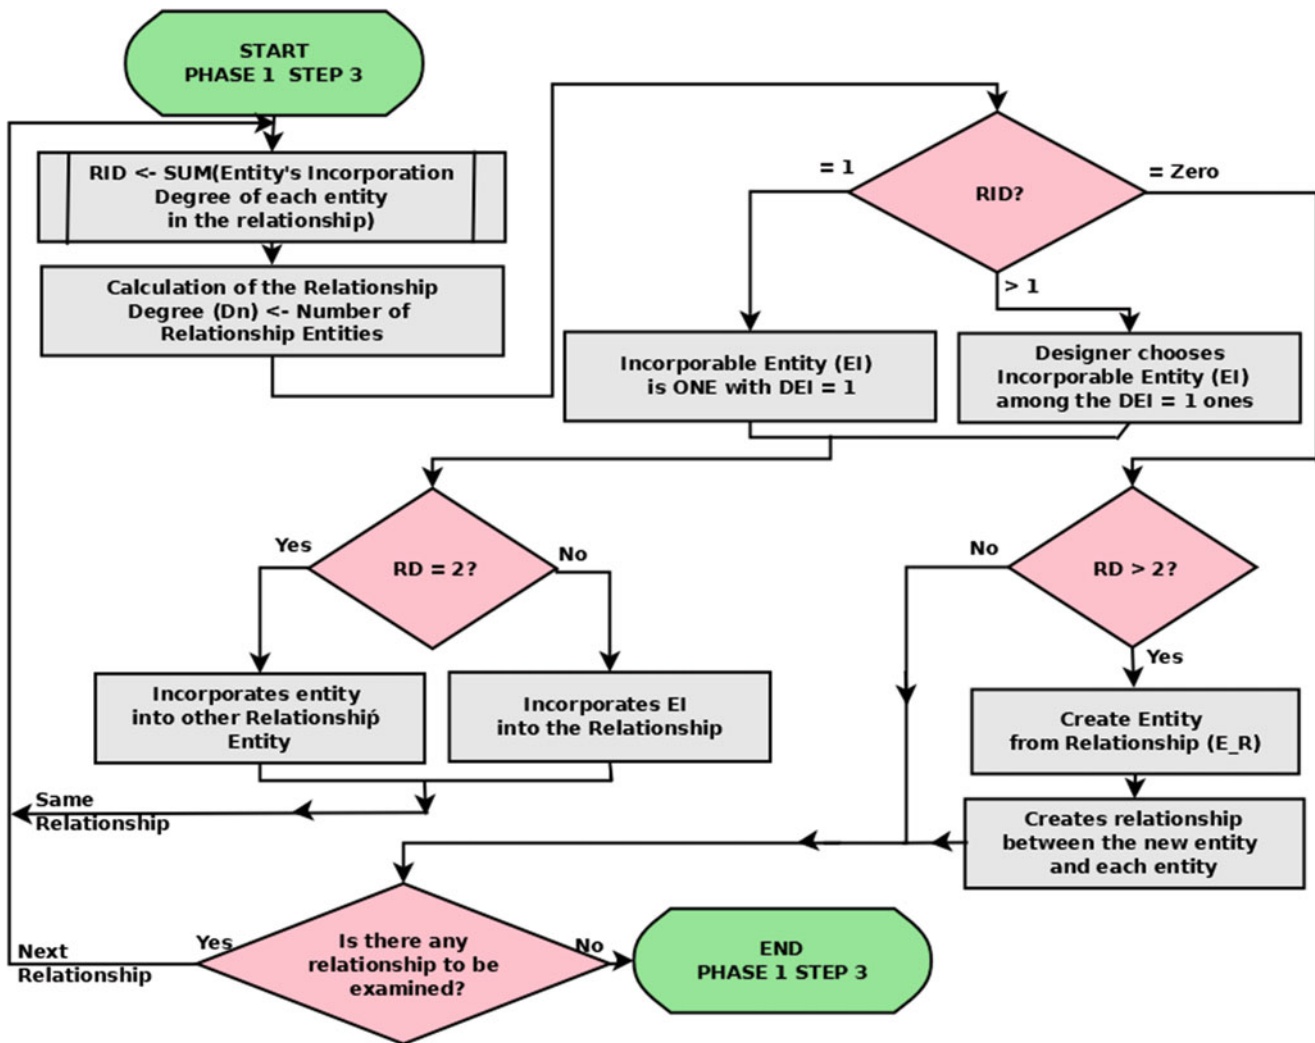 START
PHASE 1 STEP 3
RID <- SUM(Entity's Incorporation
Degree of each entity
in the relationship)
Calculation of the Relationship
Degree (Dn) <- Number of
Relationship Entities
RID?
= 1
= Zero
> 1
Incorporable Entity (EI)
is ONE with DEI = 1
Designer chooses
Incorporable Entity (EI)
among the DEI = 1 ones
RD = 2?
Yes
No
RD > 2?
No
Yes
Incorporates entity
into other Relationship
Entity
Incorporates EI
into the Relationship
Create Entity
from Relationship (E_R)
Same
Relationship
Creates relationship
between the new entity
and each entity
Is there any
relationship to be
examined?
Yes
No
Next
Relationship
END
PHASE 1 STEP 3